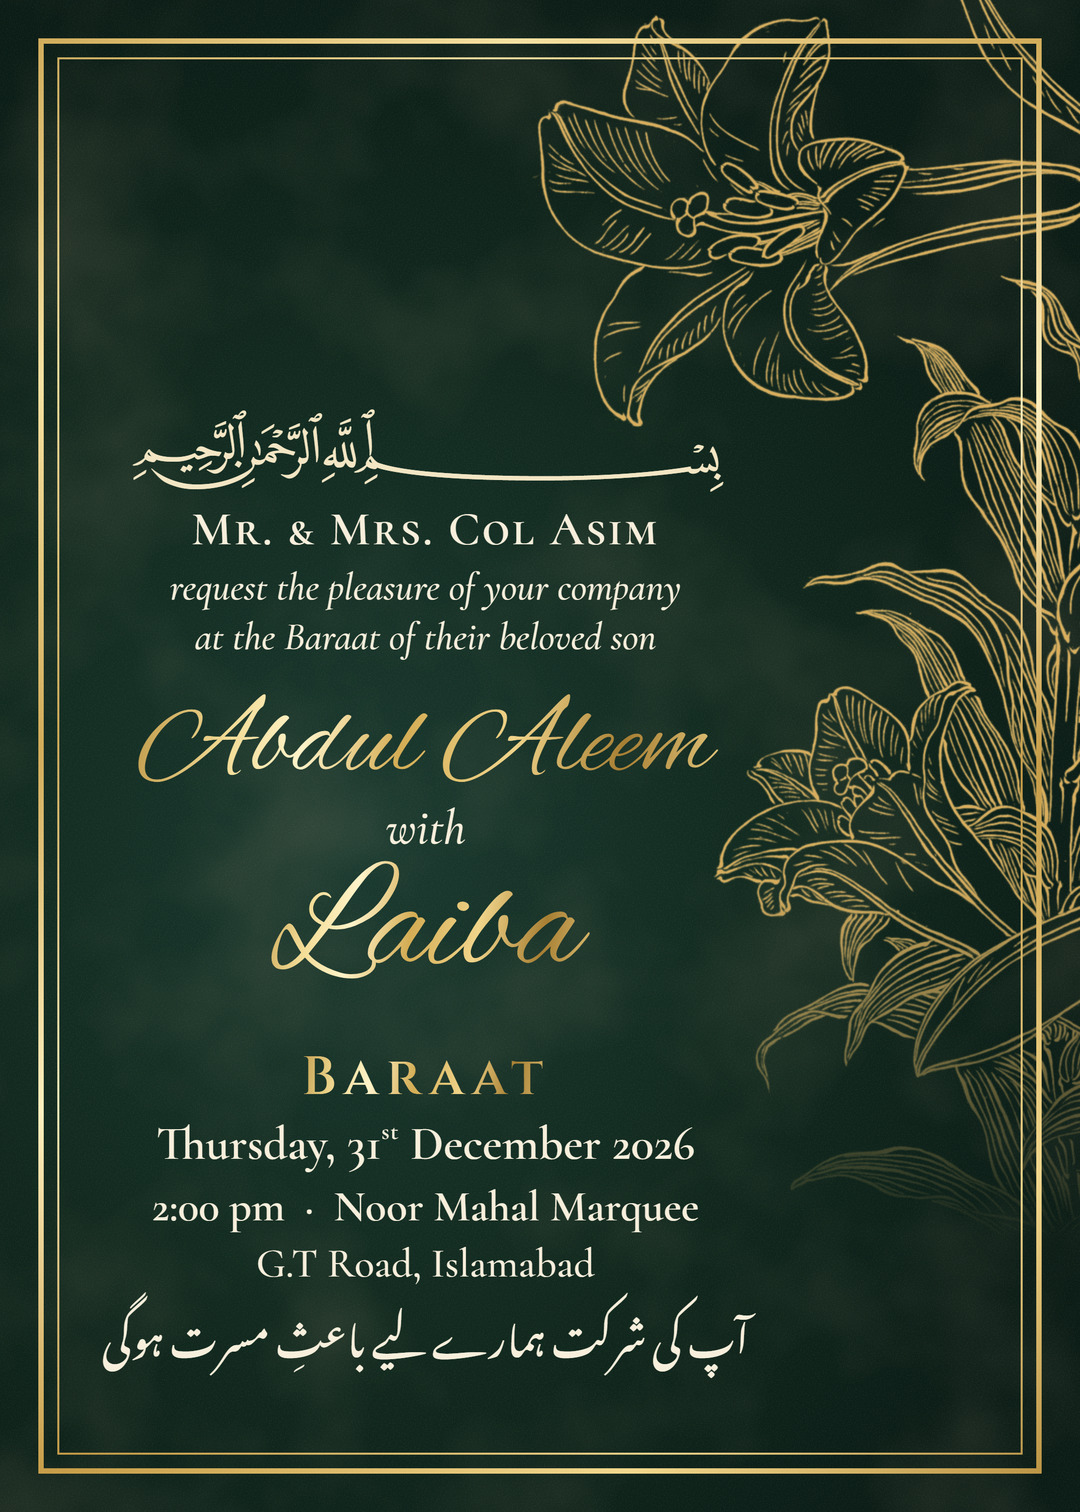 بِسْمِ ٱللَّهِ ٱلرَّحْمَٰنِ ٱلرَّحِيمِ
Mr. & Mrs. Col Asim
request the pleasure of your company
at the Baraat of their beloved son
Abdul Aleem
with
Laiba
Baraat
Thursday, 31st December 2026
2:00 pm · Noor Mahal Marquee
G.T Road, Islamabad
آپ کی شرکت ہمارے لیے باعثِ مسرت ہوگی